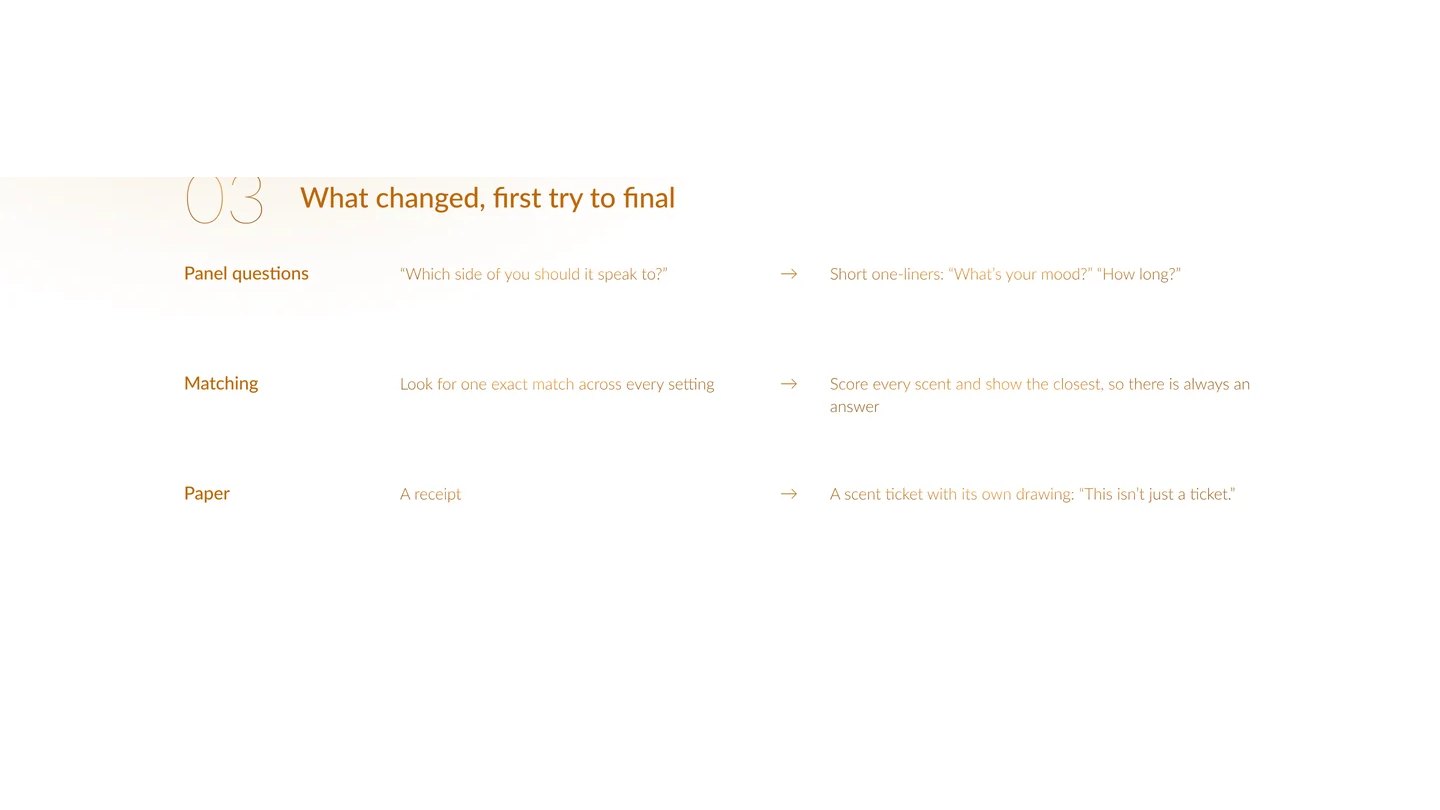 03
What changed, first try to final
Panel questions
“Which side of you should it speak to?”
→
Short one-liners: “What’s your mood?” “How long?”
Matching
Look for one exact match across every setting
→
Score every scent and show the closest, so there is always an
answer
Paper
A receipt
→
A scent ticket with its own drawing: “This isn’t just a ticket.”